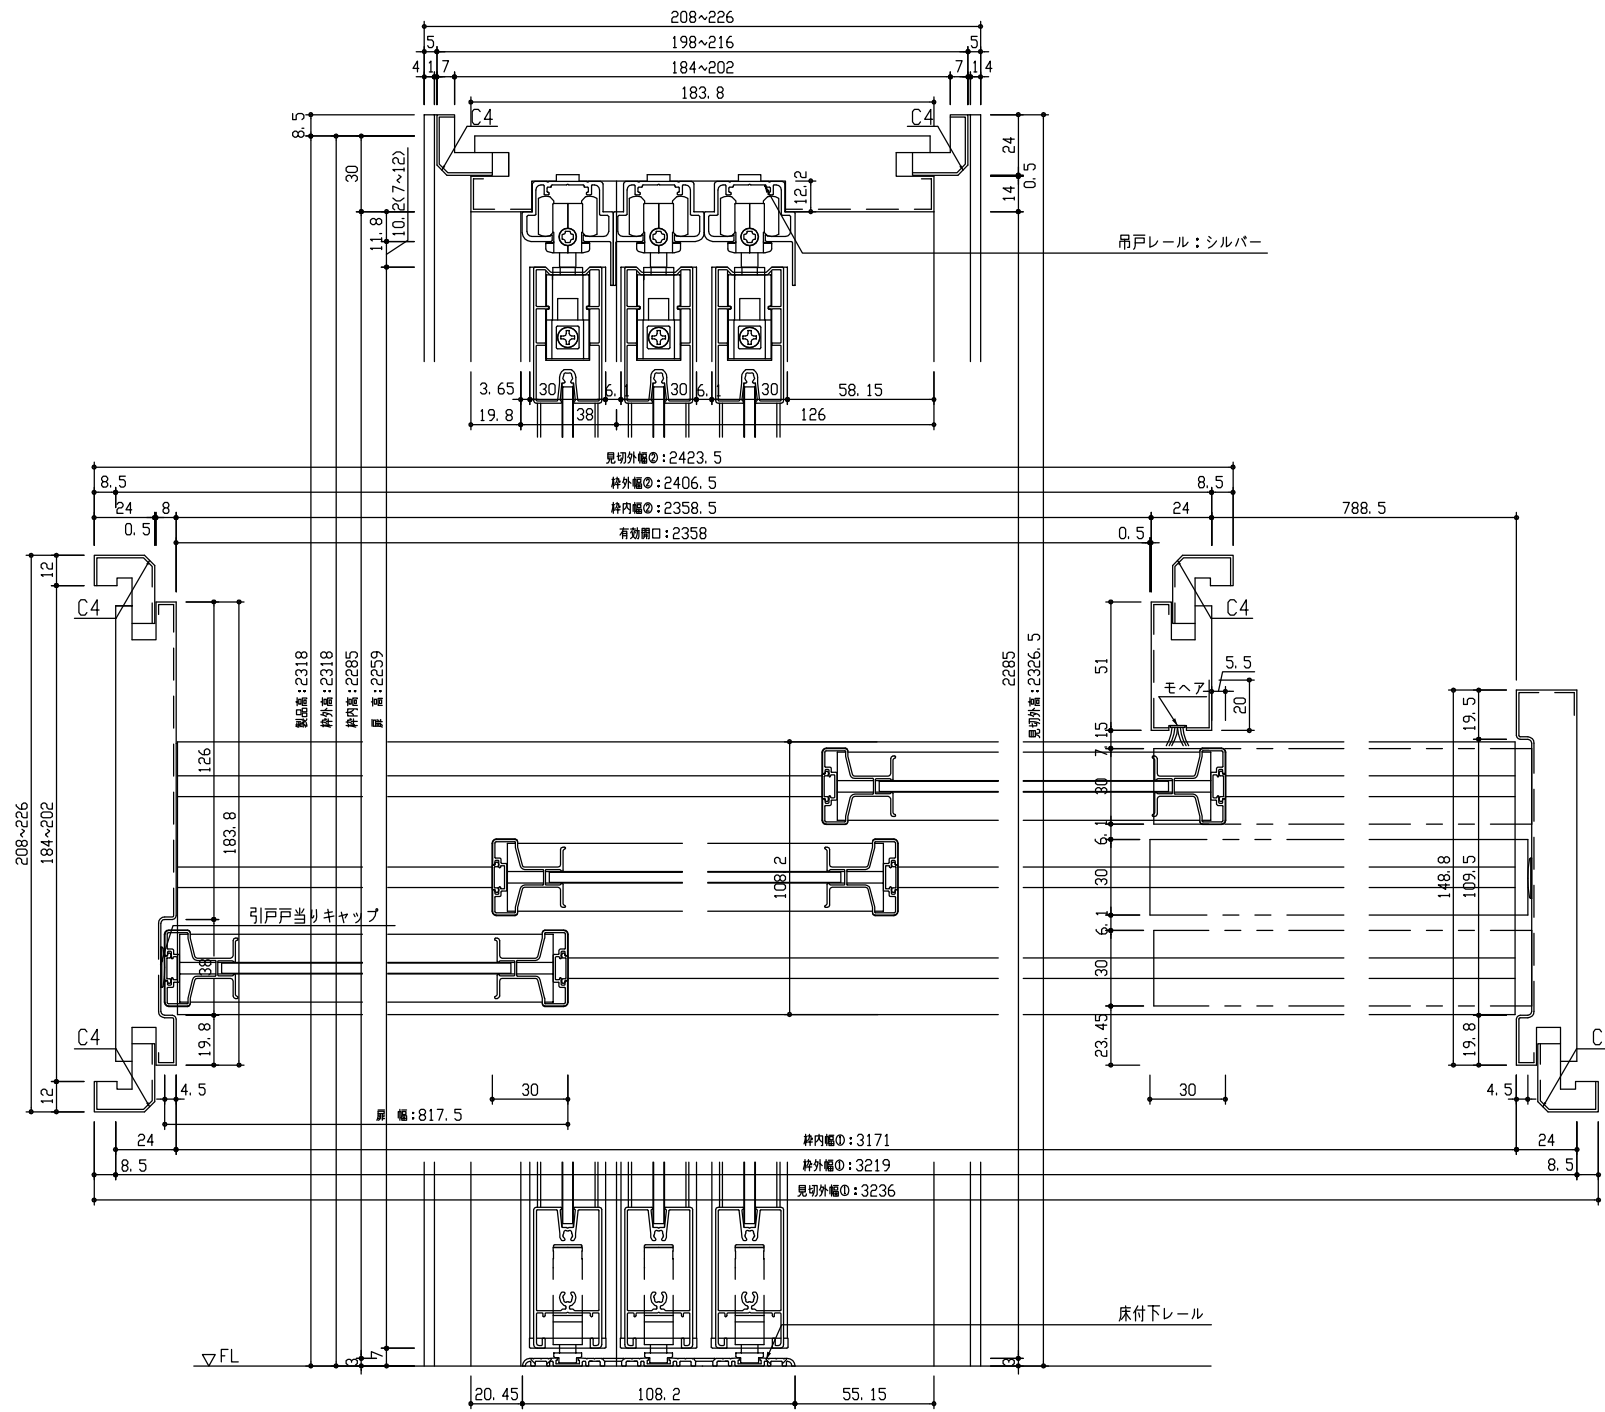 208~226
5 198~216 5
4 1 7 184~202 7 1 4
183.8
C4 C4
8.5
30
11.8
10.2(7~12)
12.2
24
0.5
14
吊戸レール:シルバー
3.65 30 6.1 30 6.1 30 58.15
19.8 38 126
見切外幅②:2423.5
8.5 枠外幅②:2406.5 8.5
24 8 枠内幅②:2358.5 24 788.5
0.5 有効開口:2358 0.5
12
C4
C4
208~226
184~202
126
183.8
製品高:2318
枠外高:2318
枠内高:2285
扉 高:2259
2285
見切外高:2326.5
51
モヘア
5.5
20
15
7.1
30
6.1
30
6.1
30
23.45
19.5
148.8
109.5
19.8
108.2
引戸戸当りキャップ
38
19.8
C4
C
12
4.5 30 30 4.5
扉 幅:817.5
24 枠内幅①:3171 24
8.5 枠外幅①:3219 8.5
見切外幅①:3236
床付下レール
FL
3
7
3
20.45 108.2 55.15